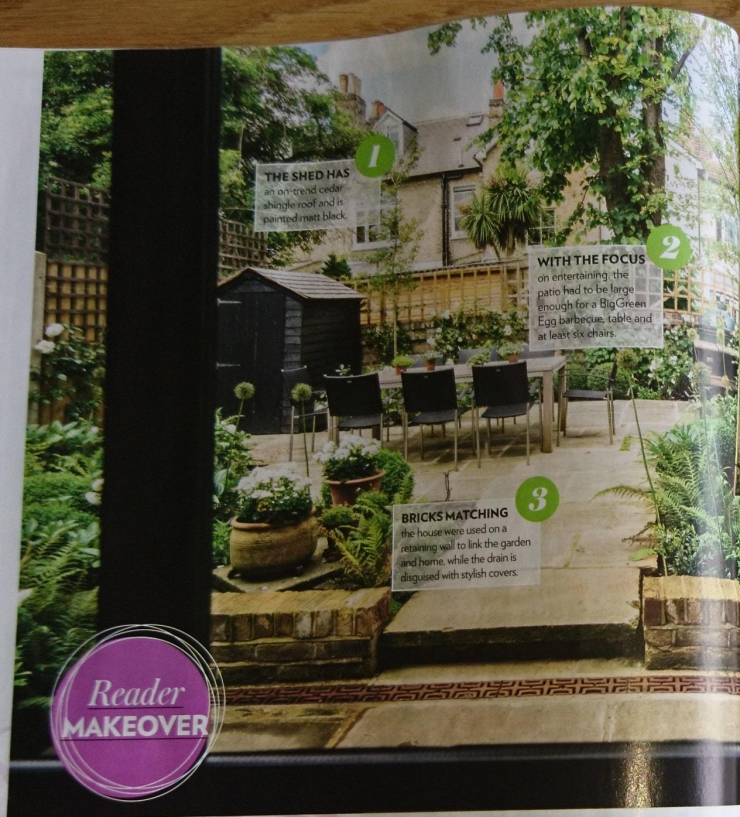 1
THE SHED HAS
an on-trend cedar
shingle roof and is
painted matt black.
2
WITH THE FOCUS
on entertaining, the
patio had to be large
enough for a Big Green
Egg barbecue, table and
at least six chairs.
3
BRICKS MATCHING
the house were used on a
retaining wall to link the garden
and home, while the drain is
disguised with stylish covers.
Reader
MAKEOVER